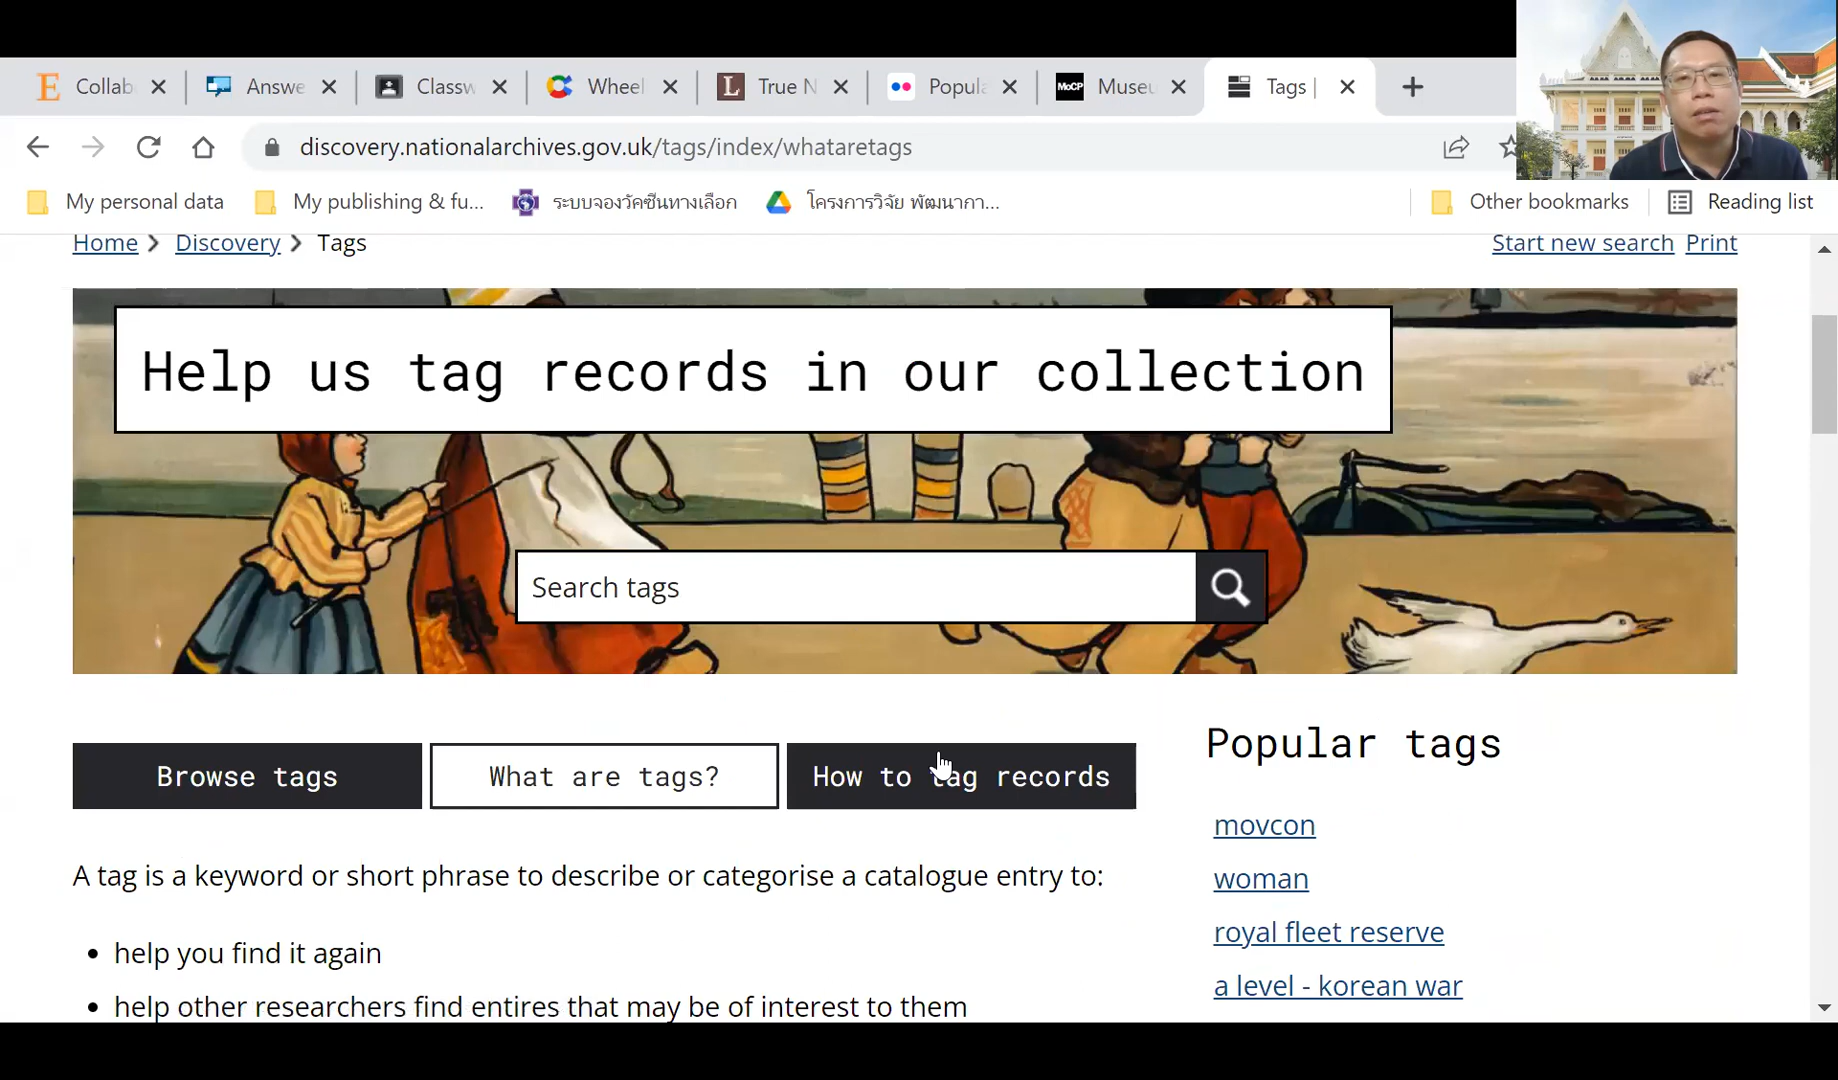 Collab
Answe
Classw
Wheel
L
True N
Popula
MoCP
Museu
Tags |
discovery.nationalarchives.gov.uk/tags/index/whataretags
My personal data
My publishing & fu...
ระบบจองวัคซีนทางเลือก
โครงการวิจัย พัฒนากา...
Other bookmarks
Reading list
Home
Discovery
Tags
Start new search
Print
Help us tag records in our collection
Search tags
Browse tags
What are tags?
How to tag records
Popular tags
movcon
woman
royal fleet reserve
a level - korean war
A tag is a keyword or short phrase to describe or categorise a catalogue entry to:
• help you find it again
• help other researchers find entires that may be of interest to them